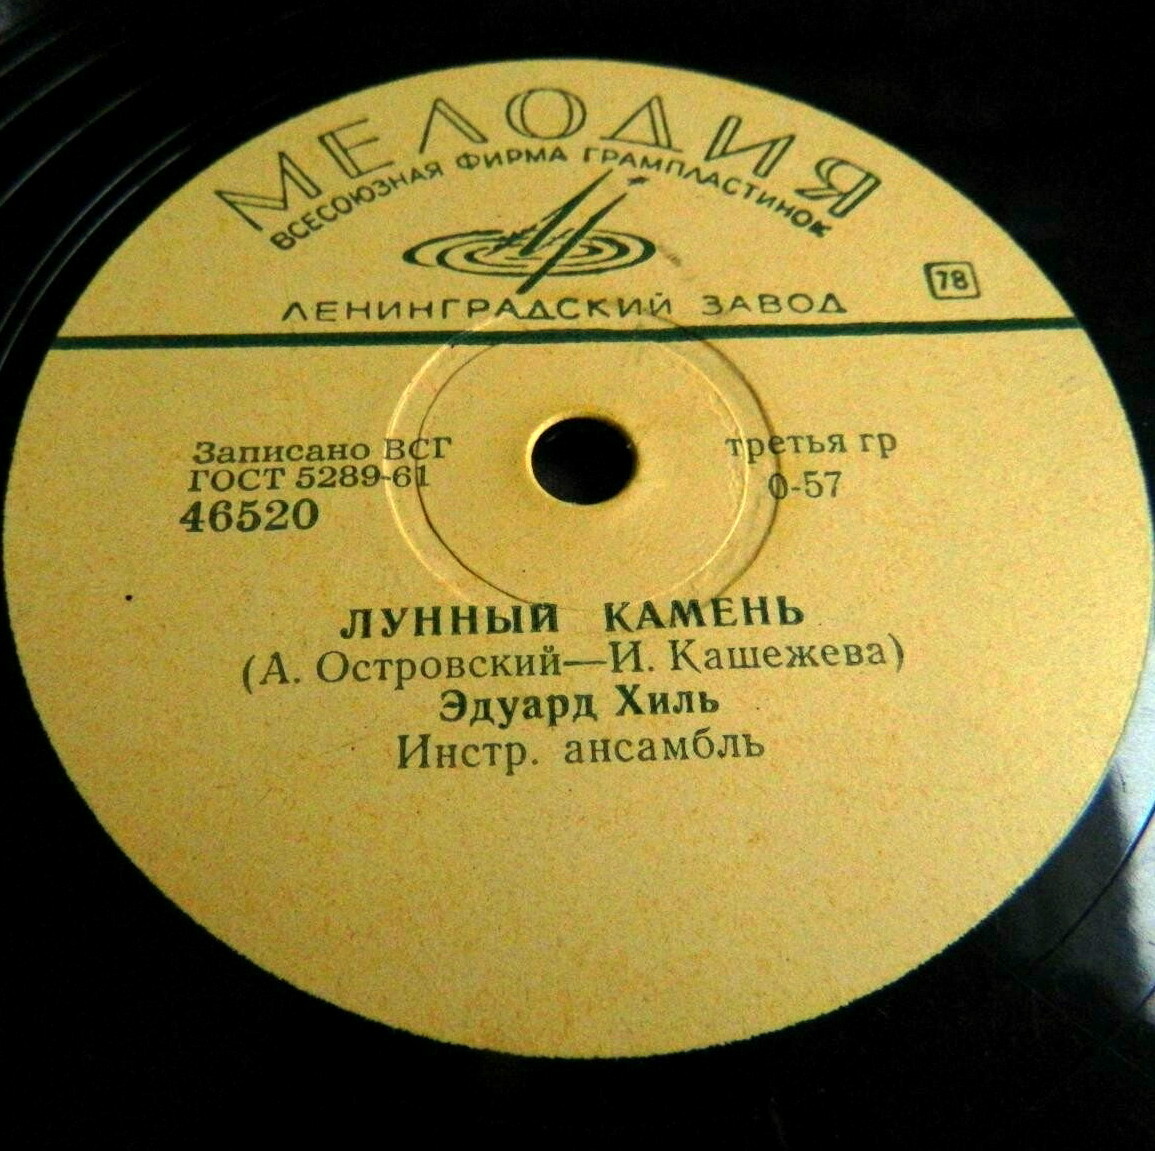 МЕЛОДИЯ
ВСЕСОЮЗНАЯ ФИРМА ГРАМПЛАСТИНОК
78
ЛЕНИНГРАДСКИЙ ЗАВОД
Записано ВСГ
ГОСТ 5289-61
46520
третья гр
0-57
ЛУННЫЙ КАМЕНЬ
(А. Островский—И. Кашежева)
Эдуард Хиль
Инстр. ансамбль